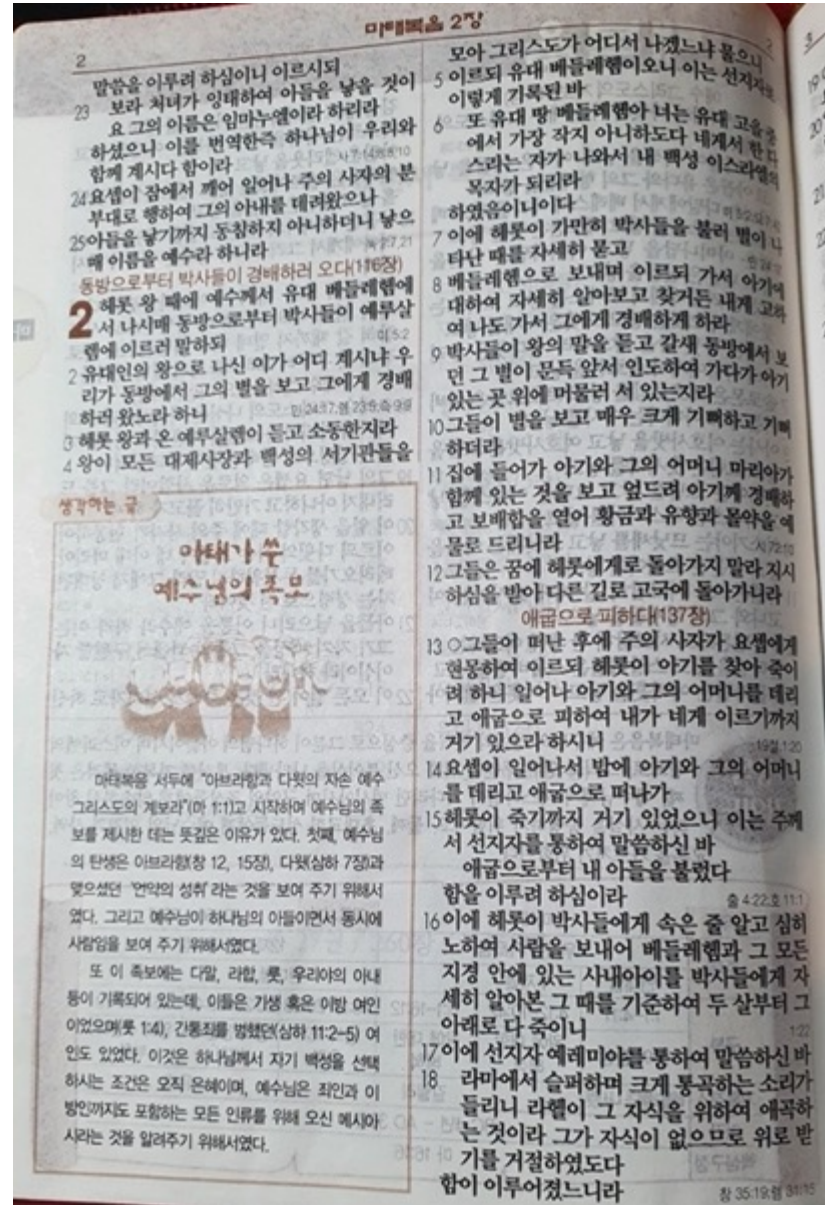 마태복음 2장
2
말씀을 이루려 하심이니 이르시되
23 보라 처녀가 잉태하여 아들을 낳을 것이
요 그의 이름은 임마누엘이라 하리라
하셨으니 이를 번역한즉 하나님이 우리와
함께 계시다 함이라
24 요셉이 잠에서 깨어 일어나 주의 사자의 분
부대로 행하여 그의 아내를 데려왔으나
25 아들을 낳기까지 동침하지 아니하더니 낳으
매 이름을 예수라 하니라
동방으로부터 박사들이 경배하러 오다(116장)
2 헤롯 왕 때에 예수께서 유대 베들레헴에
서 나시매 동방으로부터 박사들이 예루살
렘에 이르러 말하되 미 5:2
2 유대인의 왕으로 나신 이가 어디 계시냐 우
리가 동방에서 그의 별을 보고 그에게 경배
하러 왔노라 하니 민 24:17;렘 23:5;슥 9:9
3 헤롯 왕과 온 예루살렘이 듣고 소동한지라
4 왕이 모든 대제사장과 백성의 서기관들을
생각하는 글
마태가 쓴
예수님의 족보
마태복음 서두에 "아브라함과 다윗의 자손 예수
그리스도의 계보라"(마 1:1)고 시작하며 예수님의 족
보를 제시한 데는 뜻깊은 이유가 있다. 첫째, 예수님
의 탄생은 아브라함(창 12, 15장), 다윗(삼하 7장)과
맺으셨던 '언약의 성취'라는 것을 보여 주기 위해서
였다. 그리고 예수님이 하나님의 아들이면서 동시에
사람임을 보여 주기 위해서였다.
또 이 족보에는 다말, 라합, 룻, 우리야의 아내
등이 기록되어 있는데, 이들은 기생 혹은 이방 여인
이었으며(룻 1:4), 간통죄를 범했던(삼하 11:2-5) 여
인도 있었다. 이것은 하나님께서 자기 백성을 선택
하시는 조건은 오직 은혜이며, 예수님은 죄인과 이
방인까지도 포함하는 모든 인류를 위해 오신 메시아
시라는 것을 알려주기 위해서였다.
2
모아 그리스도가 어디서 나겠느냐 물으니
5 이르되 유대 베들레헴이오니 이는 선지자로
이렇게 기록된 바
6 또 유대 땅 베들레헴아 너는 유대 고을 중
에서 가장 작지 아니하도다 네게서 한 다
스리는 자가 나와서 내 백성 이스라엘의
목자가 되리라
하였음이니이다
7 이에 헤롯이 가만히 박사들을 불러 별이 나
타난 때를 자세히 묻고
8 베들레헴으로 보내며 이르되 가서 아기에
대하여 자세히 알아보고 찾거든 내게 고하
여 나도 가서 그에게 경배하게 하라
9 박사들이 왕의 말을 듣고 갈새 동방에서 보
던 그 별이 문득 앞서 인도하여 가다가 아기
있는 곳 위에 머물러 서 있는지라
10 그들이 별을 보고 매우 크게 기뻐하고 기뻐
하더라
11 집에 들어가 아기와 그의 어머니 마리아가
함께 있는 것을 보고 엎드려 아기께 경배하
고 보배합을 열어 황금과 유향과 몰약을 예
물로 드리니라 시 72:10
12 그들은 꿈에 헤롯에게로 돌아가지 말라 지시
하심을 받아 다른 길로 고국에 돌아가니라
애굽으로 피하다(137장)
13 ○그들이 떠난 후에 주의 사자가 요셉에게
현몽하여 이르되 헤롯이 아기를 찾아 죽이
려 하니 일어나 아기와 그의 어머니를 데리
고 애굽으로 피하여 내가 네게 이르기까지
거기 있으라 하시니 19절,1:20
14 요셉이 일어나서 밤에 아기와 그의 어머니
를 데리고 애굽으로 떠나가
15 헤롯이 죽기까지 거기 있었으니 이는 주께
서 선지자를 통하여 말씀하신 바
애굽으로부터 내 아들을 불렀다
함을 이루려 하심이라 출 4:22;호 11:1
16 이에 헤롯이 박사들에게 속은 줄 알고 심히
노하여 사람을 보내어 베들레헴과 그 모든
지경 안에 있는 사내아이를 박사들에게 자
세히 알아본 그 때를 기준하여 두 살부터 그
아래로 다 죽이니 1:22
17 이에 선지자 예레미야를 통하여 말씀하신 바
18 라마에서 슬퍼하며 크게 통곡하는 소리가
들리니 라헬이 그 자식을 위하여 애곡하
는 것이라 그가 자식이 없으므로 위로 받
기를 거절하였도다
함이 이루어졌느니라 창 35:19;렘 31:15